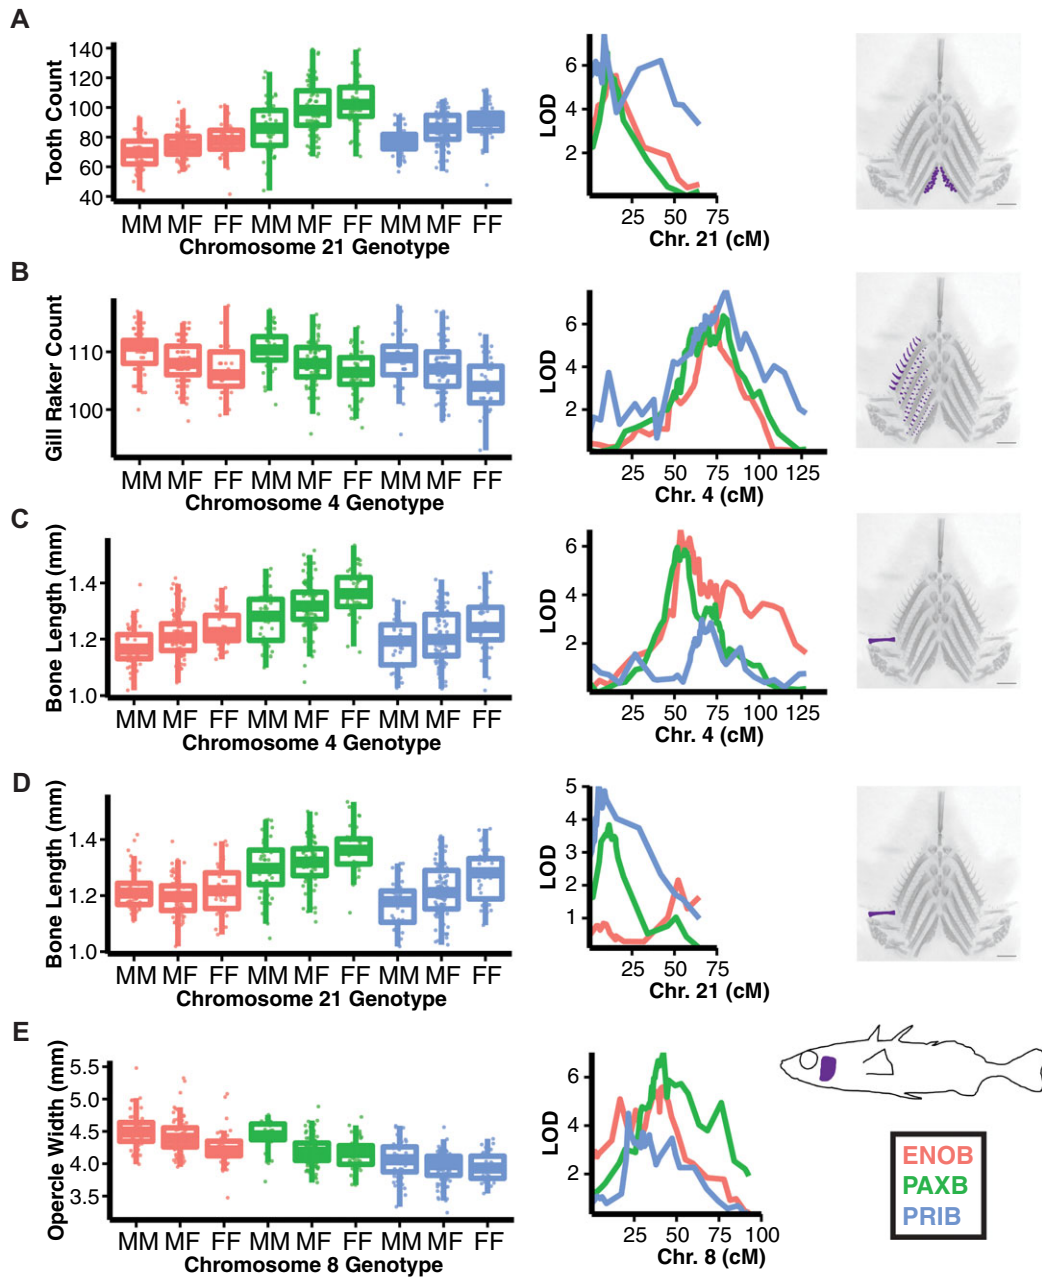 A
Tooth Count
140
120
100
80
60
40
MM MF FF MM MF FF MM MF FF
Chromosome 21 Genotype
LOD
6
4
2
25 50 75
Chr. 21 (cM)
B
Gill Raker Count
110
100
MM MF FF MM MF FF MM MF FF
Chromosome 4 Genotype
LOD
6
4
2
25 50 75 100 125
Chr. 4 (cM)
C
Bone Length (mm)
1.4
1.2
1.0
MM MF FF MM MF FF MM MF FF
Chromosome 4 Genotype
LOD
6
4
2
25 50 75 100 125
Chr. 4 (cM)
D
Bone Length (mm)
1.4
1.2
1.0
MM MF FF MM MF FF MM MF FF
Chromosome 21 Genotype
LOD
5
4
3
2
1
25 50 75
Chr. 21 (cM)
E
Opercle Width (mm)
5.5
5.0
4.5
4.0
3.5
MM MF FF MM MF FF MM MF FF
Chromosome 8 Genotype
LOD
6
4
2
25 50 75 100
Chr. 8 (cM)
ENOB
PAXB
PRIB